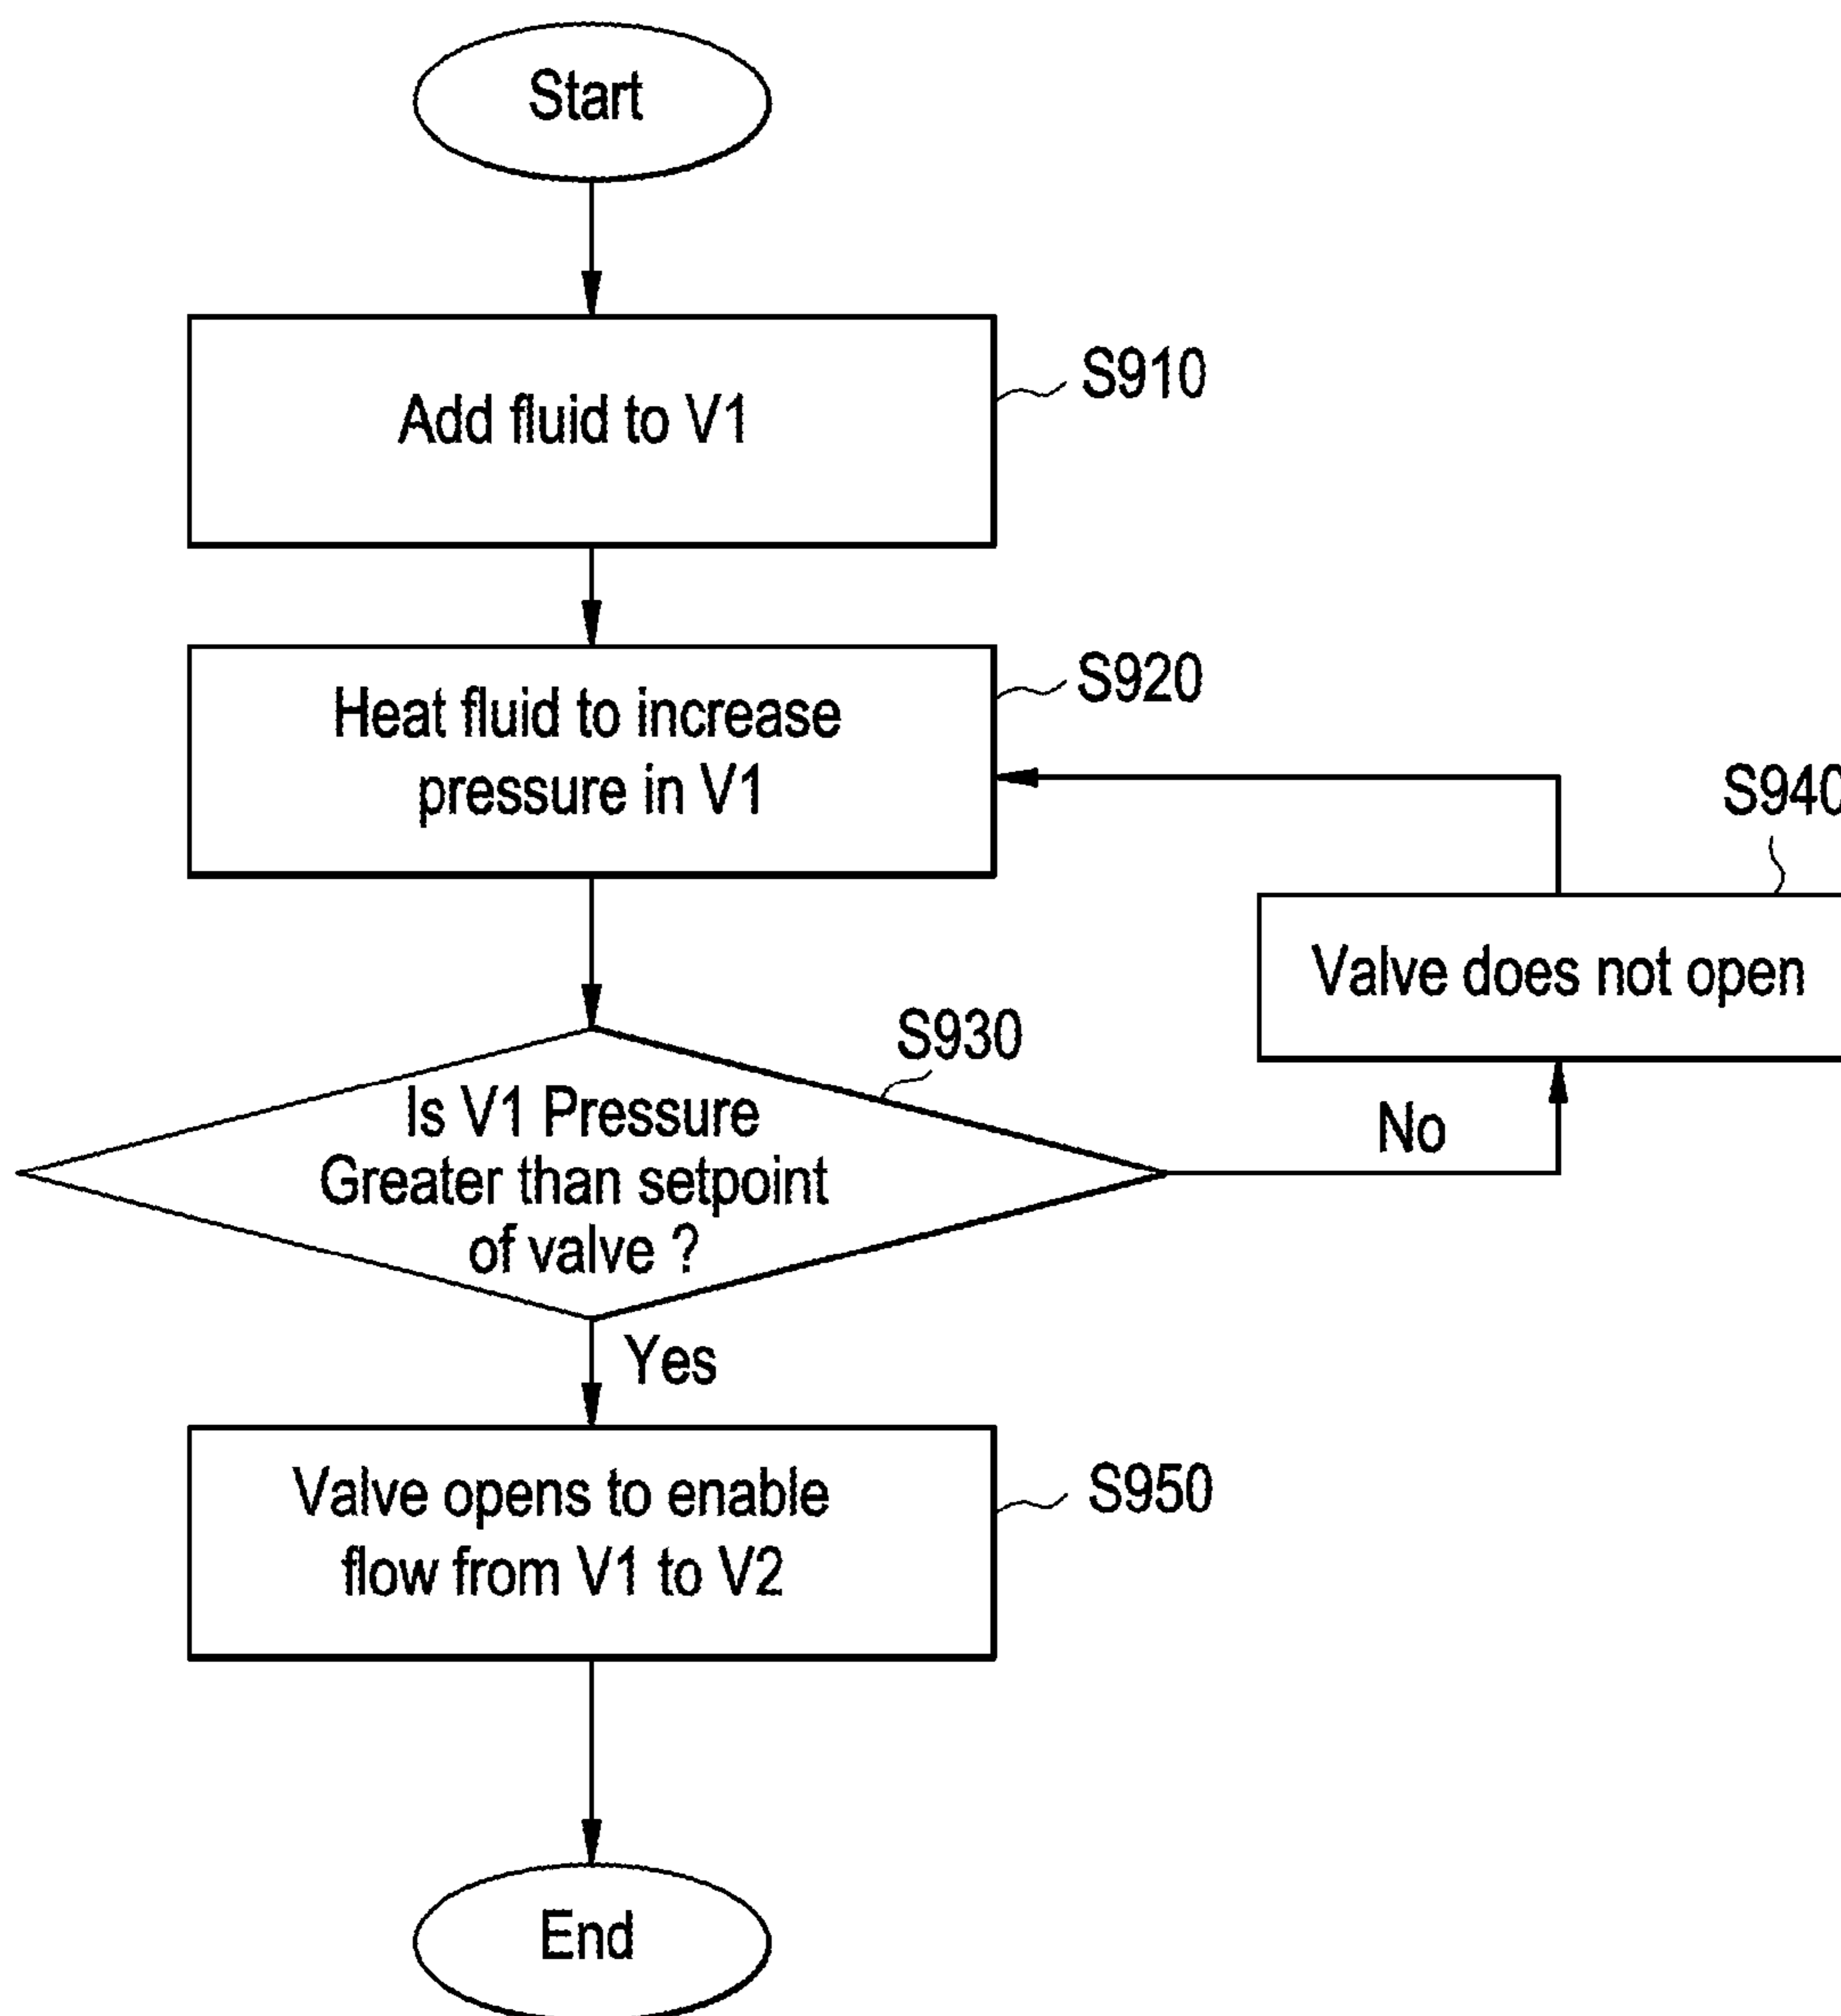 Start
Add fluid to V1
S910
Heat fluid to increase
pressure in V1
S920
S940
Valve does not open
S930
Is V1 Pressure
Greater than setpoint
of valve ?
No
Yes
Valve opens to enable
flow from V1 to V2
S950
End